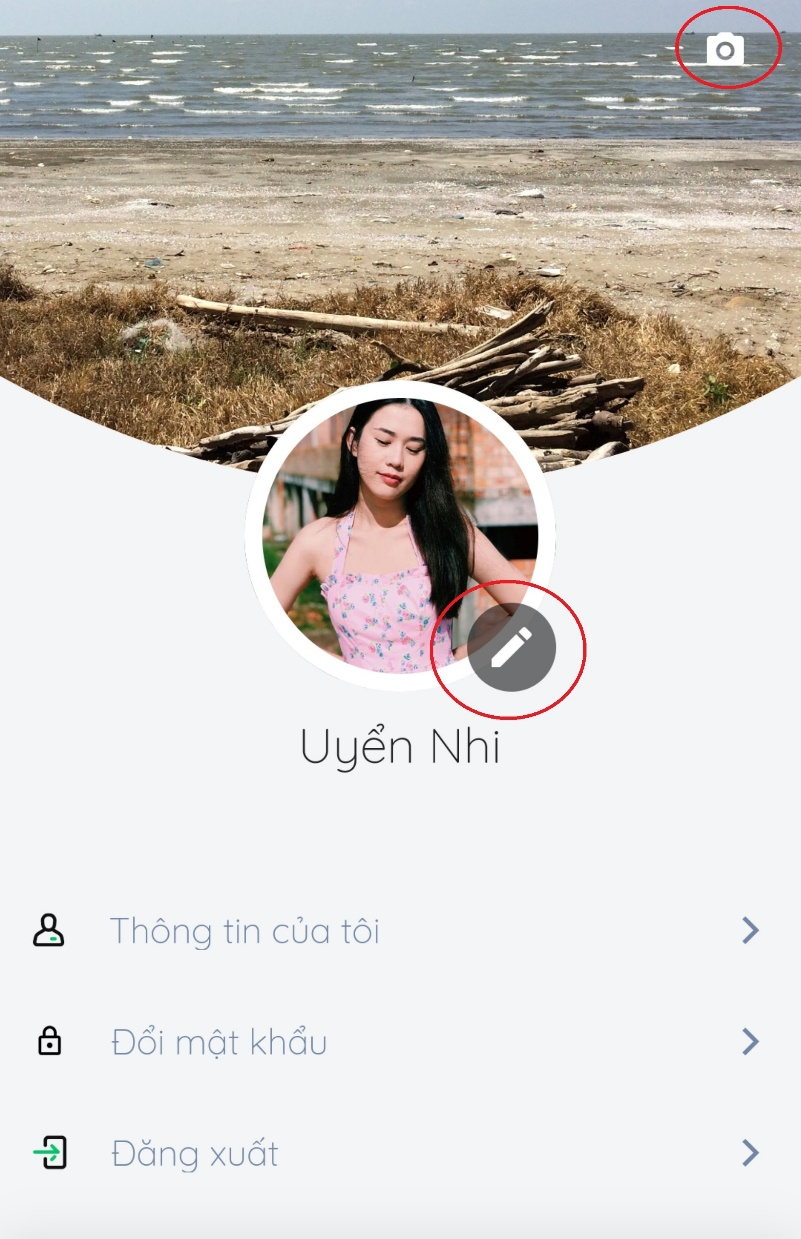 Uyển Nhi
Thông tin của tôi
Đổi mật khẩu
Đăng xuất